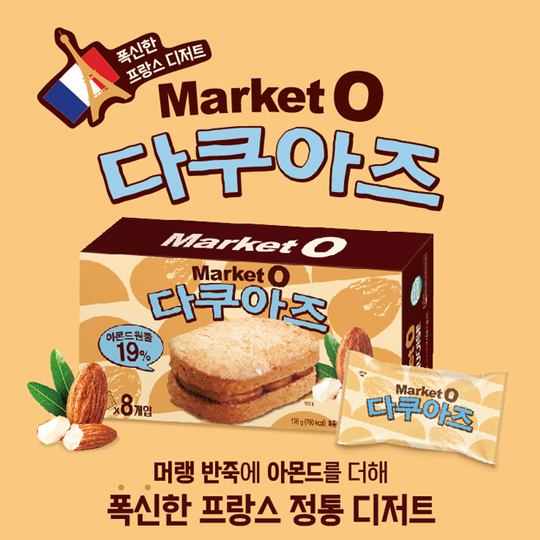 폭신한
프랑스 디저트
Market O
다쿠아즈
Market O
Market O
다쿠아즈
아몬드원물
19%
x8개입
Market O
다쿠아즈
머랭 반죽에 아몬드를 더해
폭신한 프랑스 정통 디저트